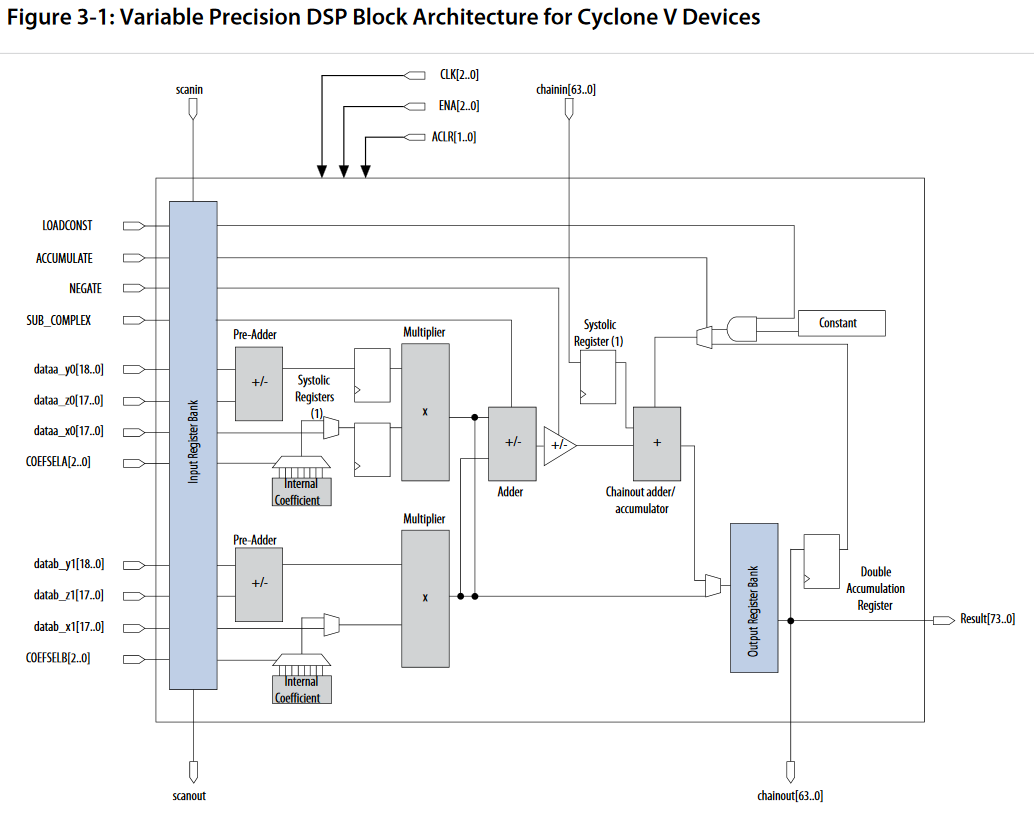 Figure 3-1: Variable Precision DSP Block Architecture for Cyclone V Devices
CLK[2..0]
scanin
chainin[63..0]
ENA[2..0]
ACLR[1..0]
LOADCONST
ACCUMULATE
NEGATE
SUB_COMPLEX
Pre-Adder
Multiplier
Systolic
Register (1)
Constant
dataa_y0[18..0]
+/-
Systolic
Registers
(1)
dataa_z0[17..0]
dataa_x0[17..0]
x
+/-
+/-
+
COEFSELA[2..0]
Input Register Bank
Internal
Coefficient
Adder
Chainout adder/
accumulator
Multiplier
Pre-Adder
datab_y1[18..0]
+/-
datab_z1[17..0]
x
Output Register Bank
Double
Accumulation
Register
datab_x1[17..0]
Result[73..0]
COEFSELB[2..0]
Internal
Coefficient
scanout
chainout[63..0]